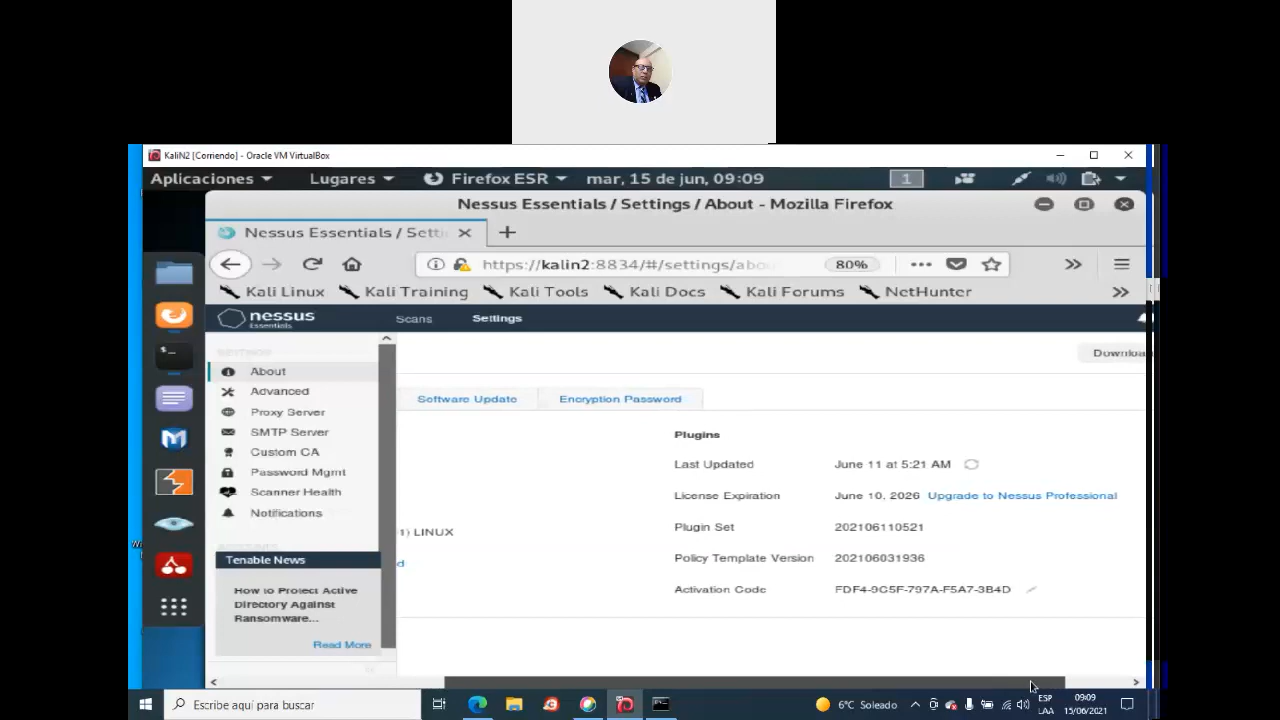 KaliN2 [Corriendo] - Oracle VM VirtualBox
Aplicaciones Lugares Firefox ESR mar, 15 de jun, 09:09 1
Nessus Essentials / Settings / About - Mozilla Firefox
Nessus Essentials / Setti
https://kalin2:8834/#/settings/abou 80%
Kali Linux Kali Training Kali Tools Kali Docs Kali Forums NetHunter
nessus Essentials Scans Settings
SETTINGS
Downloa
About
Advanced
Proxy Server
SMTP Server
Custom CA
Password Mgmt
Scanner Health
Notifications
Tenable News
How to Protect Active
Directory Against
Ransomware...
Read More
Software Update Encryption Password
1) LINUX
d
Plugins
Last Updated June 11 at 5:21 AM
License Expiration June 10, 2026 Upgrade to Nessus Professional
Plugin Set 202106110521
Policy Template Version 202106031936
Activation Code FDF4-9C5F-797A-F5A7-3B4D
Escribe aquí para buscar
6°C Soleado
ESP
LAA
09:09
15/06/2021